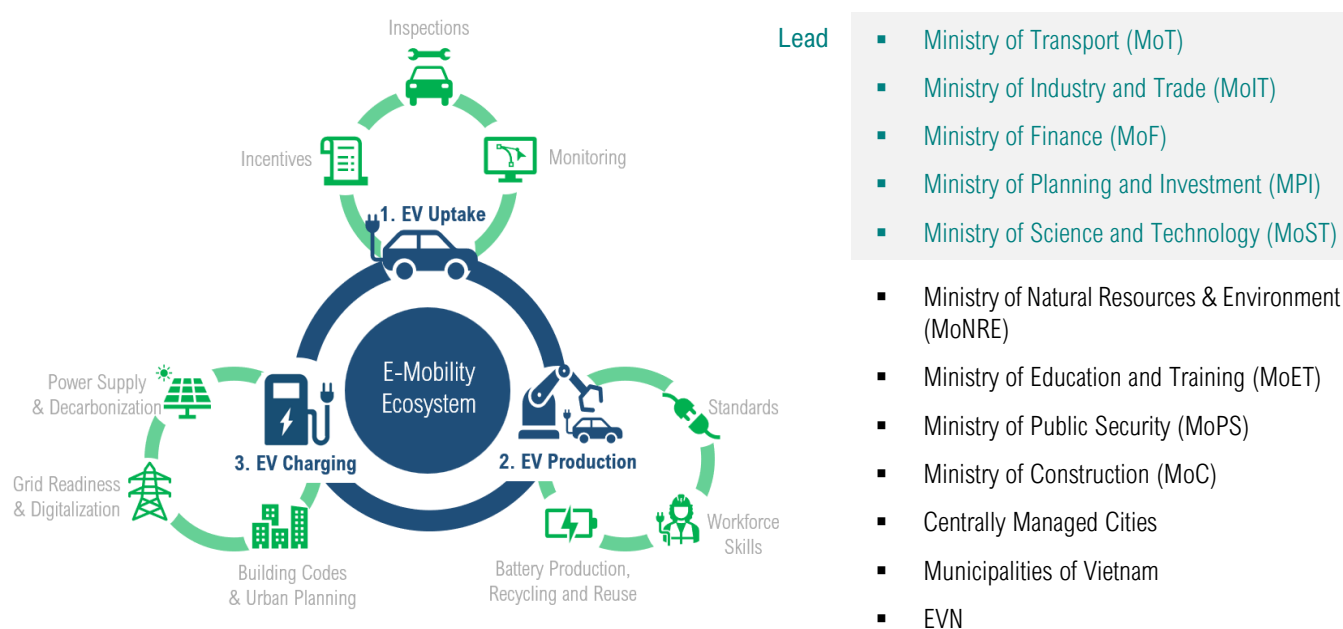 Inspections
Incentives
Monitoring
1. EV Uptake
E-Mobility
Ecosystem
Power Supply
& Decarbonization
3. EV Charging
Grid Readiness
& Digitalization
Building Codes
& Urban Planning
2. EV Production
Standards
Workforce
Skills
Battery Production,
Recycling and Reuse
Lead
▪ Ministry of Transport (MoT)
▪ Ministry of Industry and Trade (MoIT)
▪ Ministry of Finance (MoF)
▪ Ministry of Planning and Investment (MPI)
▪ Ministry of Science and Technology (MoST)
▪ Ministry of Natural Resources & Environment
(MoNRE)
▪ Ministry of Education and Training (MoET)
▪ Ministry of Public Security (MoPS)
▪ Ministry of Construction (MoC)
▪ Centrally Managed Cities
▪ Municipalities of Vietnam
▪ EVN